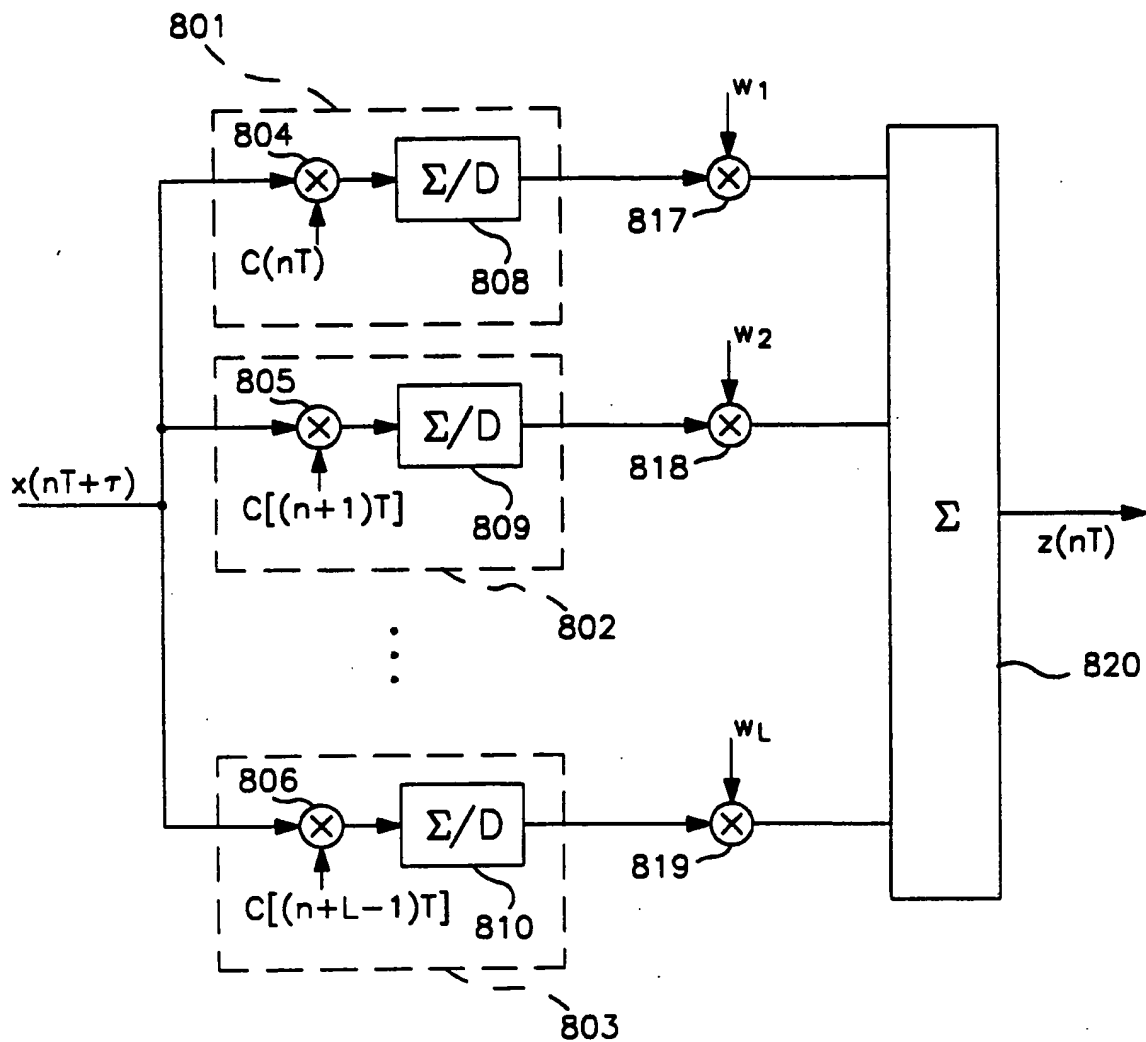 801
804
Σ/D
C(nT)
808
w1
817
805
Σ/D
C[(n+1)T]
809
802
w2
818
x(nT+τ)
Σ
z(nT)
820
806
Σ/D
C[(n+L-1)T]
810
803
wL
819